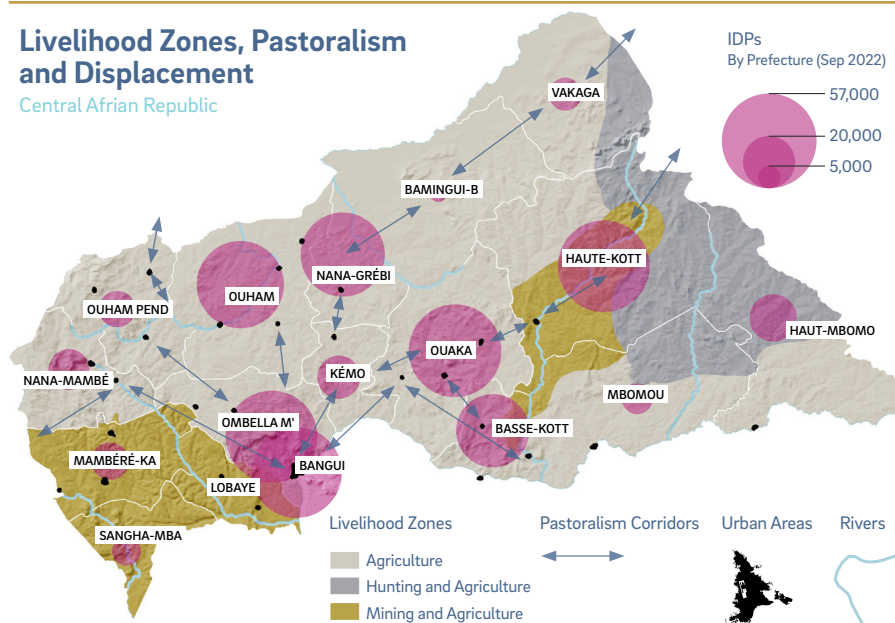 Livelihood Zones, Pastoralism
and Displacement
Central Afrian Republic
IDPs
By Prefecture (Sep 2022)
57,000
20,000
5,000
VAKAGA
BAMINGUI-B
HAUTE-KOTT
NANA-GRÉBI
OUHAM
OUHAM PEND
HAUT-MBOMO
OUAKA
KÉMO
NANA-MAMBÉ
MBOMOU
OMBELLA M'
BASSE-KOTT
MAMBÉRÉ-KA
BANGUI
LOBAYE
SANGHA-MBA
Livelihood Zones
Agriculture
Hunting and Agriculture
Mining and Agriculture
Pastoralism Corridors
Urban Areas
Rivers